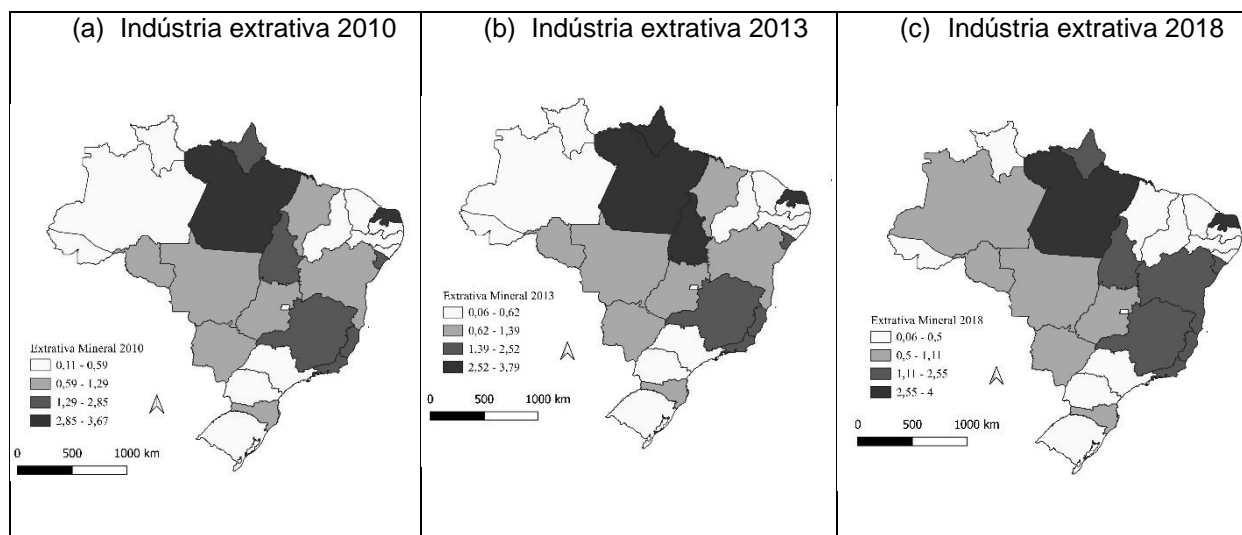 (a) Indústria extrativa 2010
Extrativa Mineral 2010
0,11 - 0,59
0,59 - 1,29
1,29 - 2,85
2,85 - 3,67
0 500 1000 km
(b) Indústria extrativa 2013
Extrativa Mineral 2013
0,06 - 0,62
0,62 - 1,39
1,39 - 2,52
2,52 - 3,79
0 500 1000 km
(c) Indústria extrativa 2018
Extrativa Mineral 2018
0,06 - 0,5
0,5 - 1,11
1,11 - 2,55
2,55 - 4
0 500 1000 km